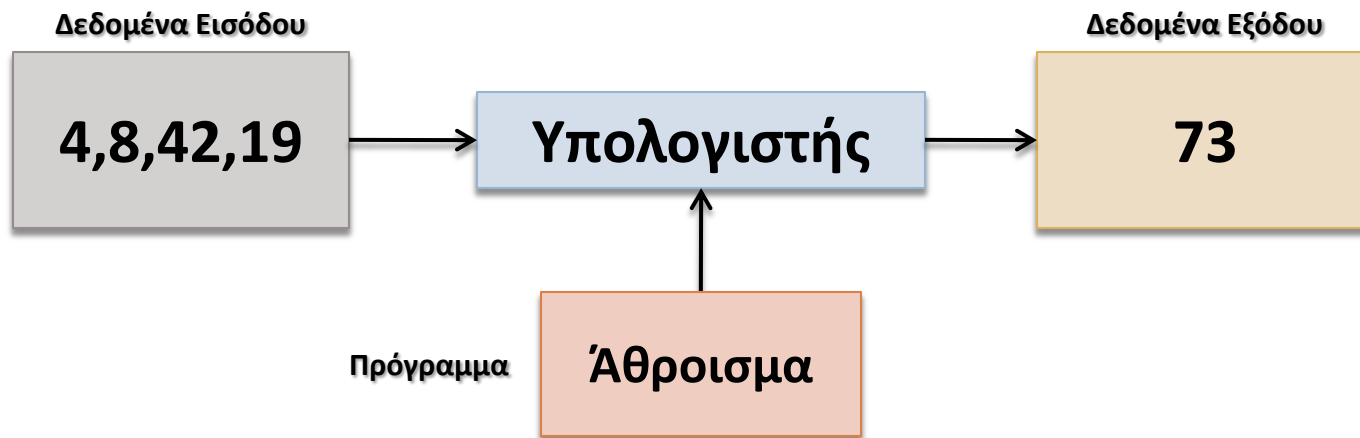 Δεδομένα Εισόδου
Δεδομένα Εξόδου
4,8,42,19
Υπολογιστής
73
Πρόγραμμα
Άθροισμα